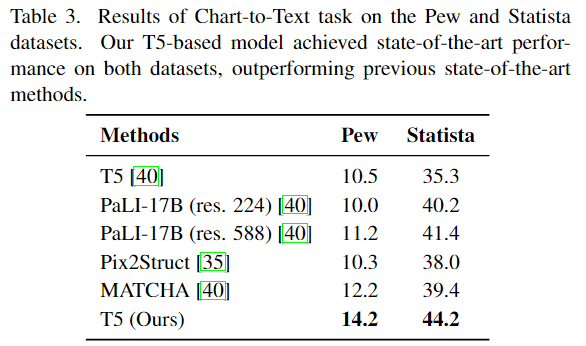 Table 3. Results of Chart-to-Text task on the Pew and Statista
datasets. Our T5-based model achieved state-of-the-art perfor-
mance on both datasets, outperforming previous state-of-the-art
methods.
Methods Pew Statista
T5 [40] 10.5 35.3
PaLI-17B (res. 224) [40] 10.0 40.2
PaLI-17B (res. 588) [40] 11.2 41.4
Pix2Struct [35] 10.3 38.0
MATCHA [40] 12.2 39.4
T5 (Ours) 14.2 44.2